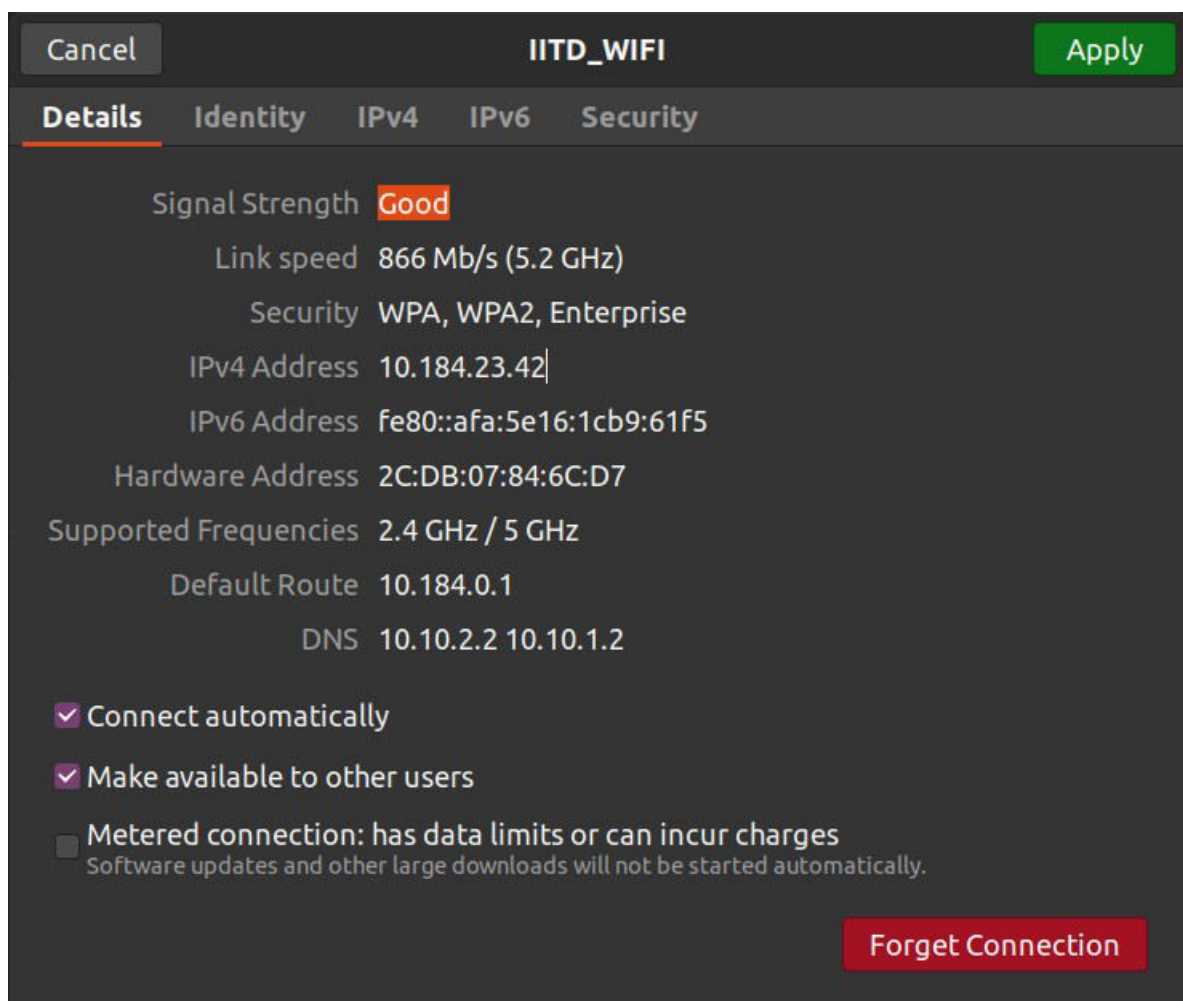 Cancel IITD_WIFI Apply
Details Identity IPv4 IPv6 Security
Signal Strength Good
Link speed 866 Mb/s (5.2 GHz)
Security WPA, WPA2, Enterprise
IPv4 Address 10.184.23.42
IPv6 Address fe80::afa:5e16:1cb9:61f5
Hardware Address 2C:DB:07:84:6C:D7
Supported Frequencies 2.4 GHz / 5 GHz
Default Route 10.184.0.1
DNS 10.10.2.2 10.10.1.2
Connect automatically
Make available to other users
Metered connection: has data limits or can incur charges
Software updates and other large downloads will not be started automatically.
Forget Connection